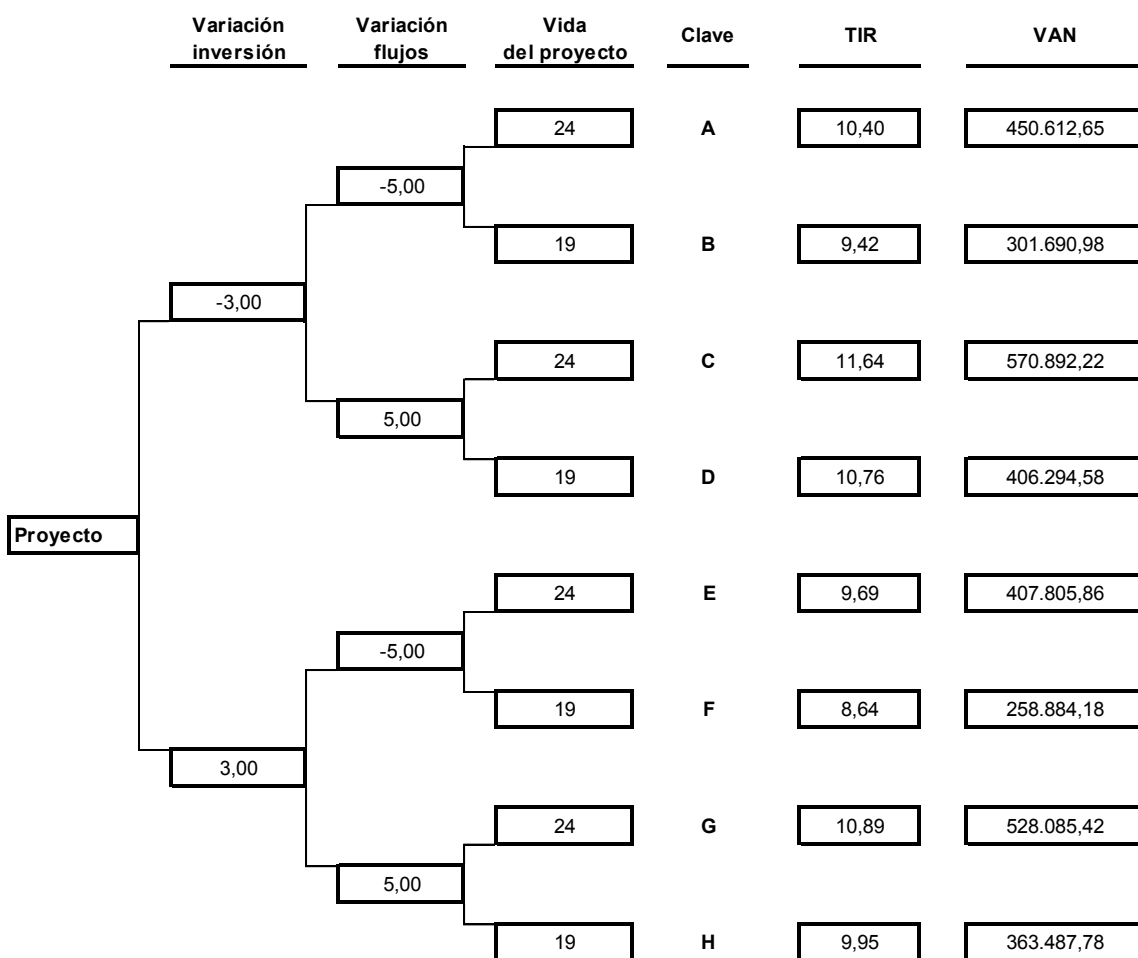 Variación inversión
Variación flujos
Vida del proyecto
Clave
TIR
VAN
24 A 10,40 450.612,65
-5,00
19 B 9,42 301.690,98
-3,00
24 C 11,64 570.892,22
5,00
19 D 10,76 406.294,58
Proyecto
24 E 9,69 407.805,86
-5,00
19 F 8,64 258.884,18
3,00
24 G 10,89 528.085,42
5,00
19 H 9,95 363.487,78